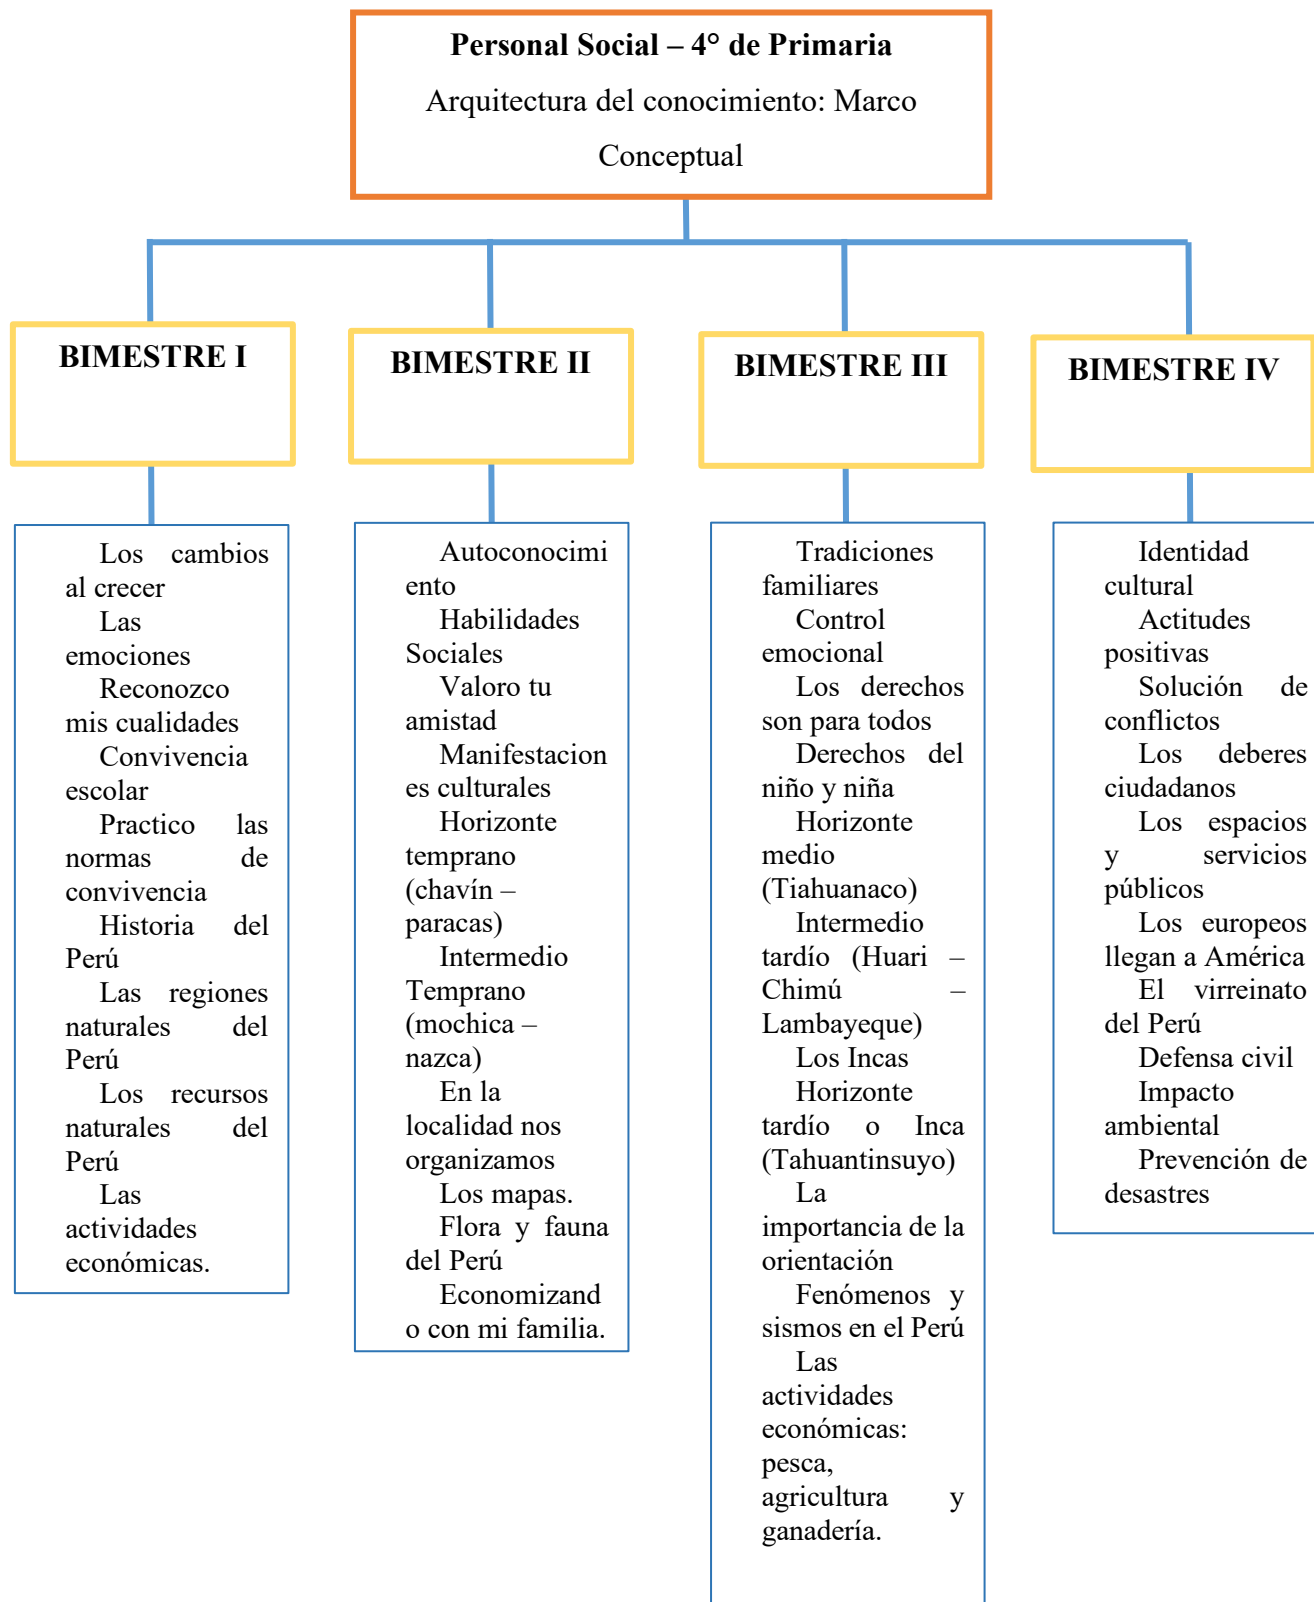 Personal Social – 4° de Primaria
Arquitectura del conocimiento: Marco
Conceptual
BIMESTRE I
BIMESTRE II
BIMESTRE III
BIMESTRE IV
Los cambios
al crecer
Las
emociones
Reconozco
mis cualidades
Convivencia
escolar
Practico las
normas de
convivencia
Historia del
Perú
Las regiones
naturales del
Perú
Los recursos
naturales del
Perú
Las
actividades
económicas.
Autoconocimi
ento
Habilidades
Sociales
Valoro tu
amistad
Manifestacion
es culturales
Horizonte
temprano
(chavín –
paracas)
Intermedio
Temprano
(mochica –
nazca)
En la
localidad nos
organizamos
Los mapas.
Flora y fauna
del Perú
Economizand
o con mi familia.
Tradiciones
familiares
Control
emocional
Los derechos
son para todos
Derechos del
niño y niña
Horizonte
medio
(Tiahuanaco)
Intermedio
tardío (Huari –
Chimú –
Lambayeque)
Los Incas
Horizonte
tardío o Inca
(Tahuantinsuyo)
La
importancia de la
orientación
Fenómenos y
sismos en el Perú
Las
actividades
económicas:
pesca,
agricultura y
ganadería.
Identidad
cultural
Actitudes
positivas
Solución de
conflictos
Los deberes
ciudadanos
Los espacios
y servicios
públicos
Los europeos
llegan a América
El virreinato
del Perú
Defensa civil
Impacto
ambiental
Prevención de
desastres